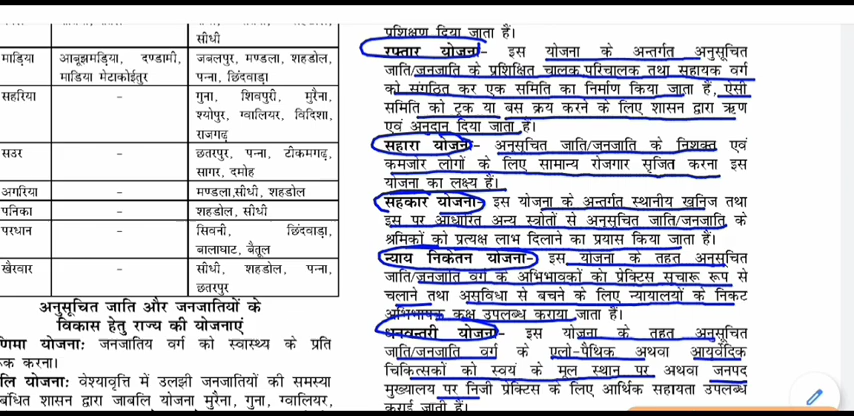 सीधी
माड़िया आबूझमड़िया, दण्डामी, जबलपुर, मण्डला, शहडोल,
माडिया मेटाकोईतुर पन्ना, छिंदवाड़ा
सहरिया – गुना, शिवपुरी, मुरैना,
श्योपुर, ग्वालियर, विदिशा,
राजगढ़
सउर – छतरपुर, पन्ना, टीकमगढ़,
सागर, दमोह
अगरिया – मण्डला,सीधी, शहडोल
पनिका – शहडोल, सीधी
परधान – सिवनी, छिंदवाड़ा,
बालाघाट, बैतूल
खैरवार – सीधी, शहडोल, पन्ना,
छतरपुर
अनुसूचित जाति और जनजातियों के
विकास हेतु राज्य की योजनाएं
णिमा योजना: जनजातिय वर्ग को स्वास्थ्य के प्रति
क करना।
लि योजना: वेश्यावृत्ति में उलझी जनजातियों की समस्या
बंधित शासन द्वारा जाबलि योजना मुरैना, गुना, ग्वालियर,
प्रशिक्षण दिया जाता हैं।
रफ्तार योजना- इस योजना के अन्तर्गत अनुसूचित
जाति/जनजाति के प्रशिक्षित चालक,परिचालक तथा सहायक वर्ग
को संगठित कर एक समिति का निर्माण किया जाता हैं, ऐसी
समिति को ट्रक या बस क्रय करने के लिए शासन द्वारा ऋण
एवं अनुदान दिया जाता हैं।
सहारा योजना- अनुसूचित जाति/जनजाति के निशक्त एवं
कमजोर लोगों के लिए सामान्य रोजगार सृजित करना इस
योजना का लक्ष्य हैं।
सहकार योजना- इस योजना के अन्तर्गत स्थानीय खनिज तथा
इस पर आधारित अन्य स्त्रोतों से अनुसूचित जाति/जनजाति के
श्रमिकों को प्रत्यक्ष लाभ दिलाने का प्रयास किया जाता हैं।
न्याय निकेतन योजना- इस योजना के तहत अनुसूचित
जाति/जनजाति वर्ग के अभिभावकों को प्रेक्टिस सुचारू रूप से
चलाने तथा असुविधा से बचने के लिए न्यायालयों के निकट
अभिभाषक कक्ष उपलब्ध कराया जाता हैं।
धनवन्तरी योजना- इस योजना के तहत अनुसूचित
जाति/जनजाति वर्ग के एलो-पैथिक अथवा आयुर्वेदिक
चिकित्सकों को स्वयं के मूल स्थान पर अथवा जनपद
मुख्यालय पर निजी प्रेक्टिस के लिए आर्थिक सहायता उपलब्ध
कराई जाती हैं।